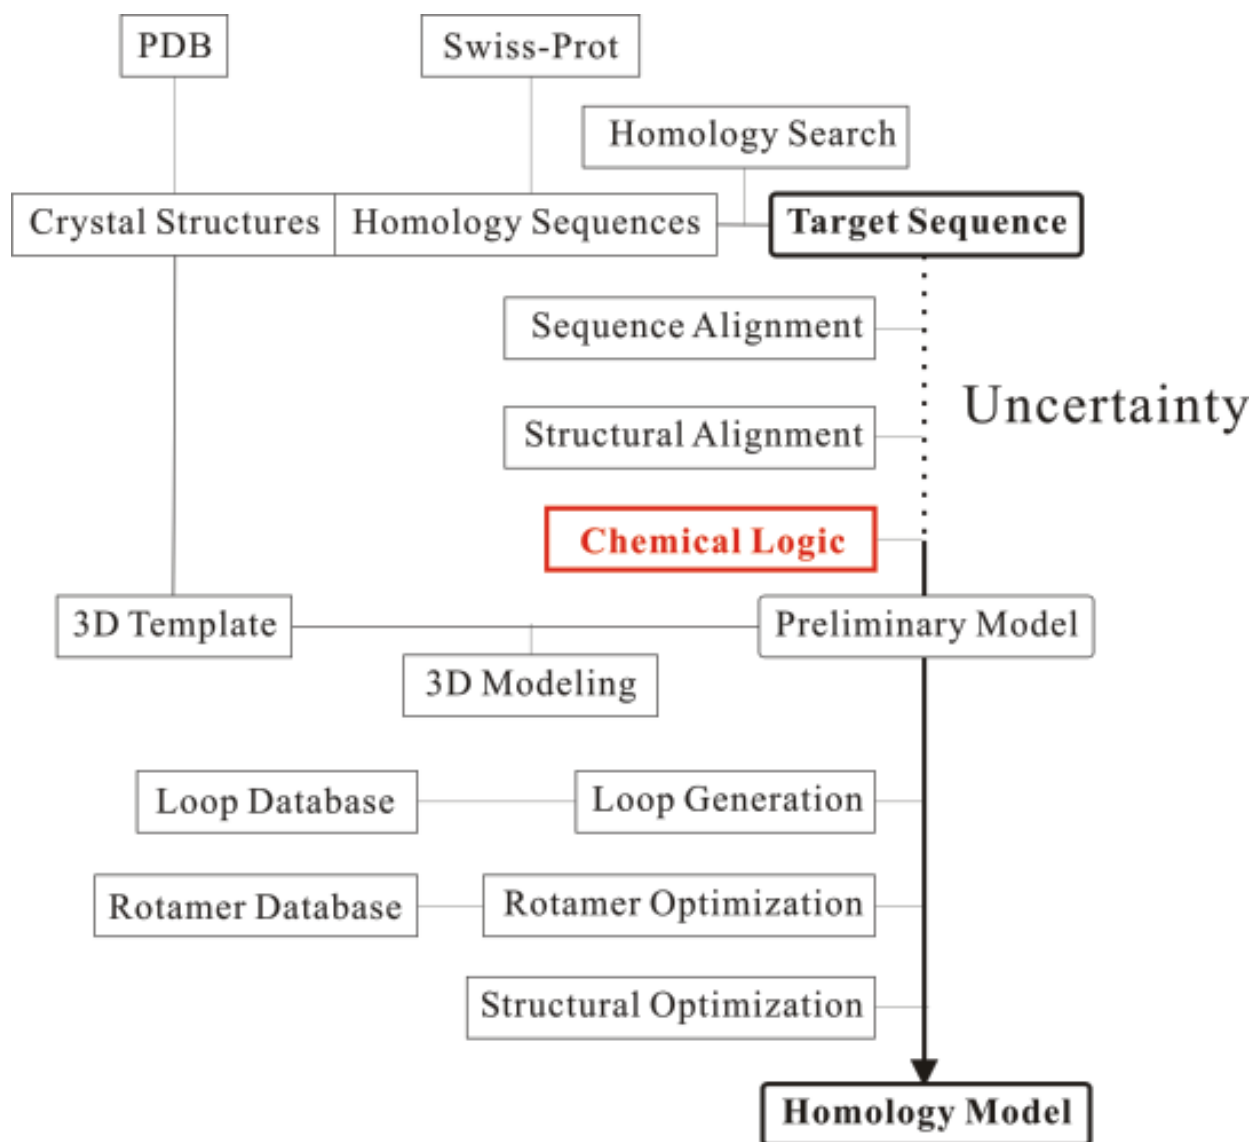 PDB
Swiss-Prot
Homology Search
Crystal Structures
Homology Sequences
Target Sequence
Sequence Alignment
Uncertainty
Structural Alignment
Chemical Logic
3D Template
Preliminary Model
3D Modeling
Loop Database
Loop Generation
Rotamer Database
Rotamer Optimization
Structural Optimization
Homology Model